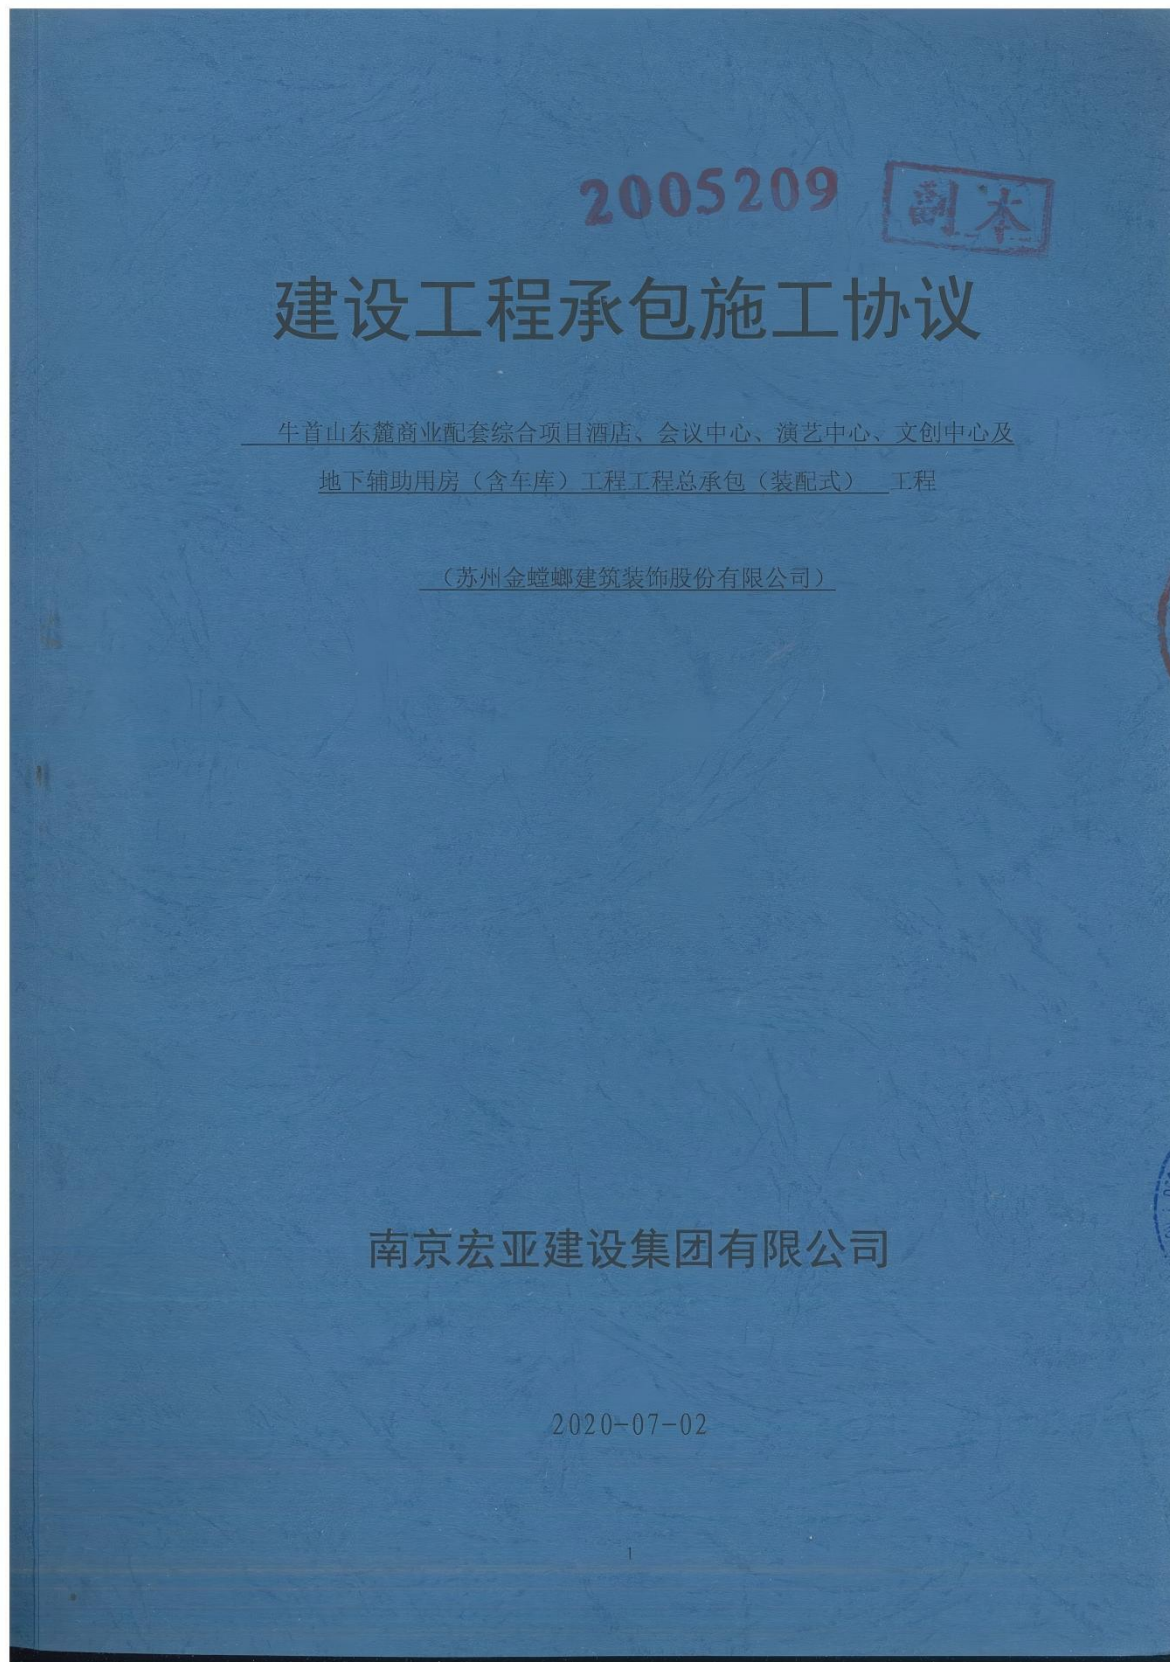 2005209 副本
建设工程承包施工协议
牛首山东麓商业配套综合项目酒店、会议中心、演艺中心、文创中心及
地下辅助用房（含车库）工程工程总承包（装配式） 工程
（苏州金螳螂建筑装饰股份有限公司）
南京宏亚建设集团有限公司
2020-07-02
1